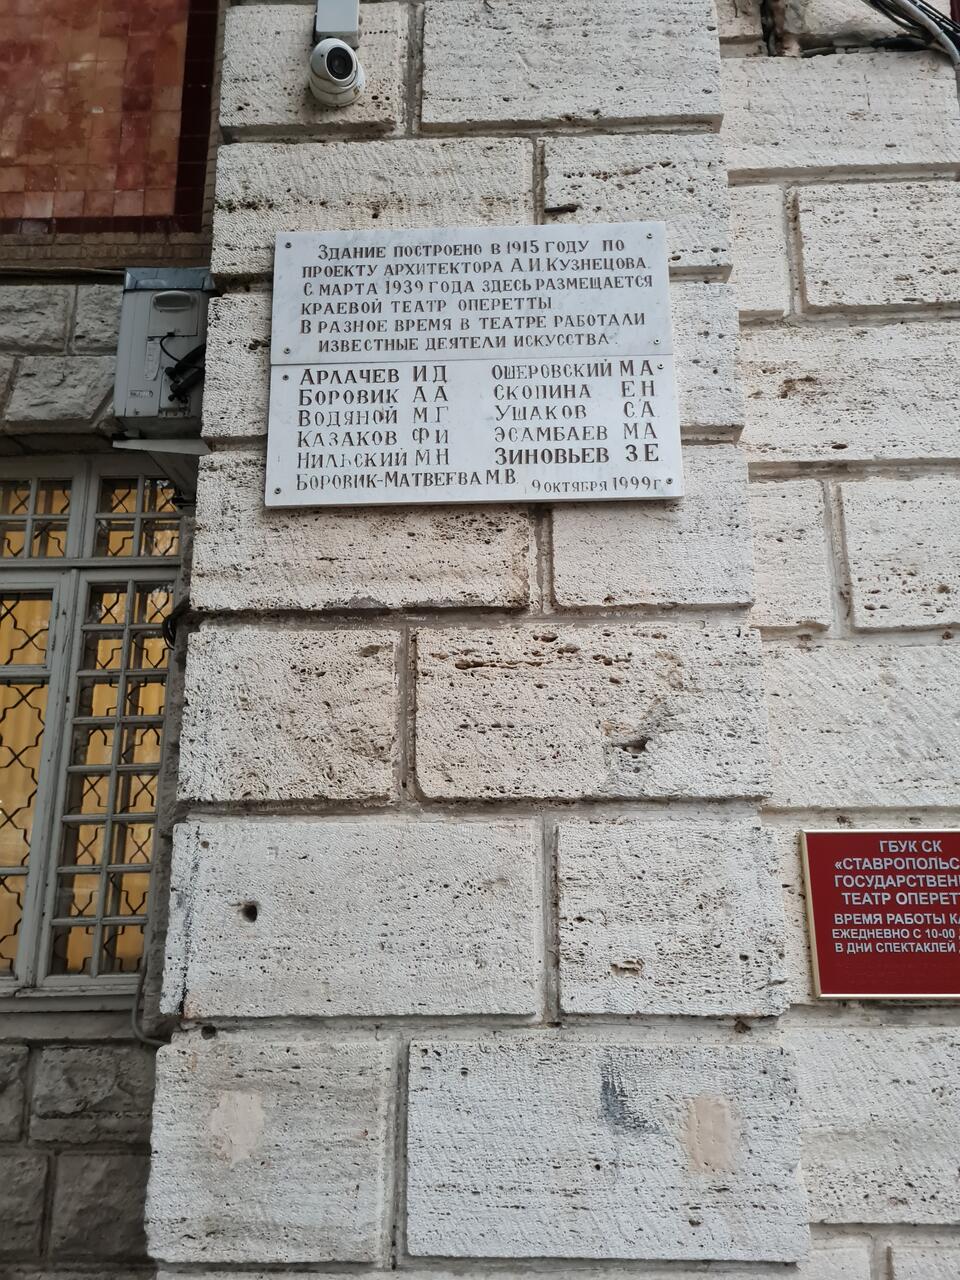 Здание построено в 1915 году по
проекту архитектора А.И.Кузнецова.
С марта 1939 года здесь размещается
краевой театр оперетты.
В разное время в театре работали
известные деятели искусства.
Арлачев И Д
Боровик А А
Водяной М.Г
Казаков Ф И
Нильский М Н
Боровик-Матвеева М.В.
Ошеровский М А
Скопина Е Н
Ушаков С.А.
Эсамбаев М А
Зиновьев З Е.
9 октября 1999г.
ГБУК СК
«СТАВРОПОЛЬС
ГОСУДАРСТВЕН
ТЕАТР ОПЕРЕТ
ВРЕМЯ РАБОТЫ К
ЕЖЕДНЕВНО С 10-00
В ДНИ СПЕКТАКЛЕЙ